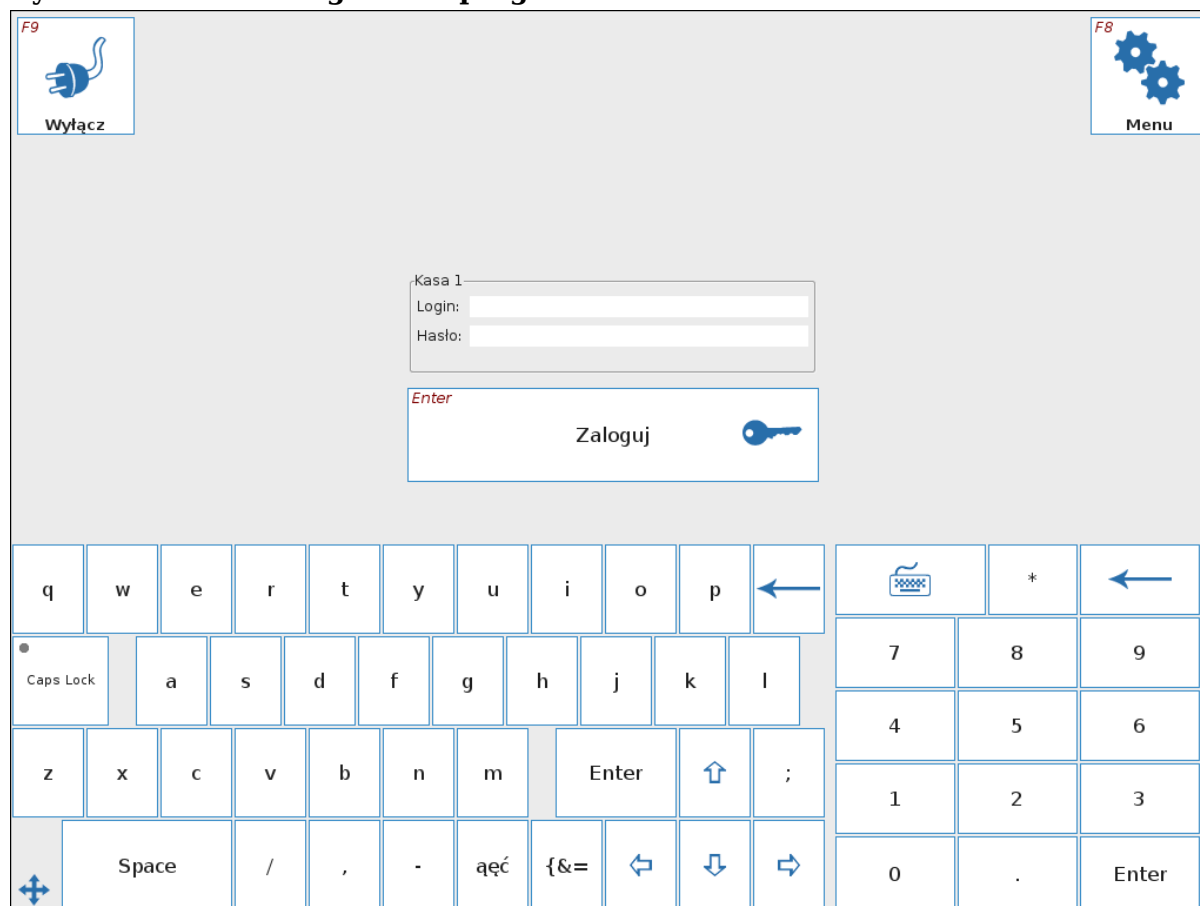 F9
Wyłącz
F8
Menu
Kasa 1
Login:
Hasło:
Enter
Zaloguj
q w e r t y u i o p
Caps Lock a s d f g h j k l
z x c v b n m Enter ;
Space / , - ąęć {&=
*
7 8 9
4 5 6
1 2 3
0 . Enter